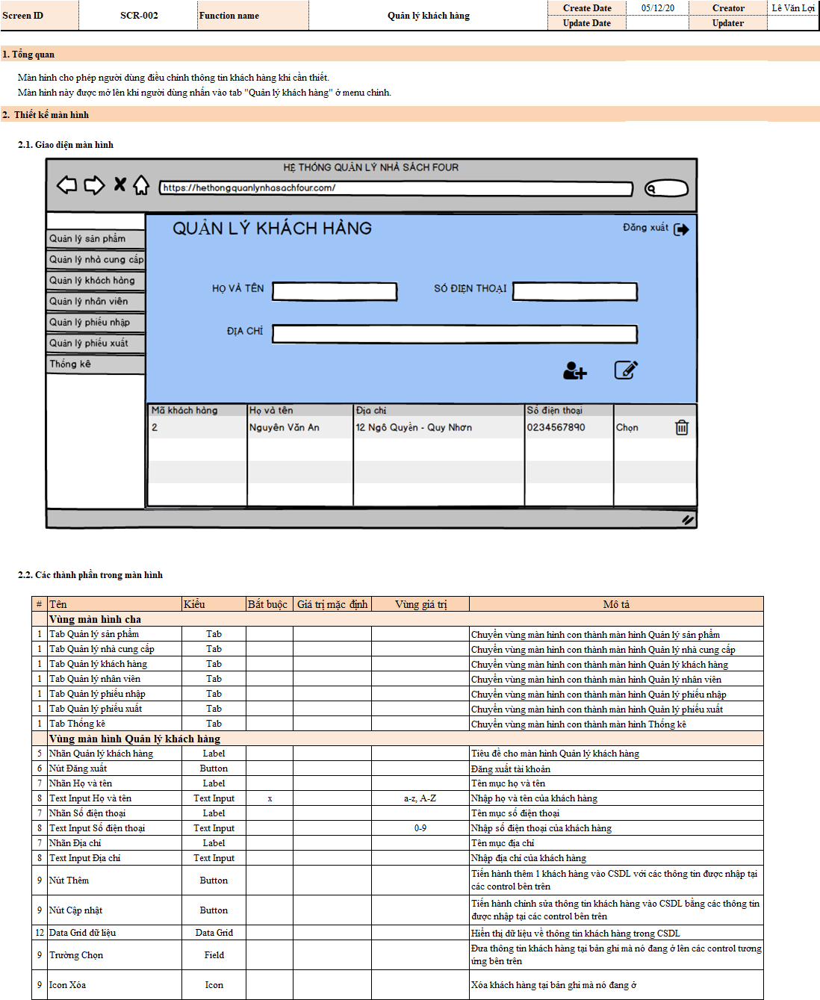 Screen ID SCR-002 Function name Quản lý khách hàng Create Date 05/12/20 Creator Lê Văn Lợi
Update Date Updater
1. Tổng quan
Màn hình cho phép người dùng điều chỉnh thông tin khách hàng khi cần thiết.
Màn hình này được mở lên khi người dùng nhấn vào tab "Quản lý khách hàng" ở menu chính.
2. Thiết kế màn hình
2.1. Giao diện màn hình
HỆ THỐNG QUẢN LÝ NHÀ SÁCH FOUR
https://hethongquanlynhasachfour.com/
QUẢN LÝ KHÁCH HÀNG Đăng xuất
Quản lý sản phẩm
Quản lý nhà cung cấp
Quản lý khách hàng
Quản lý nhân viên
Quản lý phiếu nhập
Quản lý phiếu xuất
Thống kê
HỌ VÀ TÊN SỐ ĐIỆN THOẠI
ĐỊA CHỈ
Mã khách hàng Họ và tên Địa chỉ Số điện thoại
2 Nguyễn Văn An 12 Ngô Quyền - Quy Nhơn 0234567890 Chọn
2.2. Các thành phần trong màn hình
# Tên Kiểu Bắt buộc Giá trị mặc định Vùng giá trị Mô tả
Vùng màn hình cha
1 Tab Quản lý sản phẩm Tab Chuyển vùng màn hình con thành màn hình Quản lý sản phẩm
1 Tab Quản lý nhà cung cấp Tab Chuyển vùng màn hình con thành màn hình Quản lý nhà cung cấp
1 Tab Quản lý khách hàng Tab Chuyển vùng màn hình con thành màn hình Quản lý khách hàng
1 Tab Quản lý nhân viên Tab Chuyển vùng màn hình con thành màn hình Quản lý nhân viên
1 Tab Quản lý phiếu nhập Tab Chuyển vùng màn hình con thành màn hình Quản lý phiếu nhập
1 Tab Quản lý phiếu xuất Tab Chuyển vùng màn hình con thành màn hình Quản lý phiếu xuất
1 Tab Thống kê Tab Chuyển vùng màn hình con thành màn hình Thống kê
Vùng màn hình Quản lý khách hàng
5 Nhãn Quản lý khách hàng Label Tiêu đề cho màn hình Quản lý khách hàng
6 Nút Đăng xuất Button Đăng xuất tài khoản
7 Nhãn Họ và tên Label Tên mục họ và tên
8 Text Input Họ và tên Text Input x a-z, A-Z Nhập họ và tên của khách hàng
7 Nhãn Số điện thoại Label Tên mục số điện thoại
8 Text Input Số điện thoại Text Input 0-9 Nhập số điện thoại của khách hàng
7 Nhãn Địa chỉ Label Tên mục địa chỉ
8 Text Input Địa chỉ Text Input Nhập địa chỉ của khách hàng
9 Nút Thêm Button Tiến hành thêm 1 khách hàng vào CSDL với các thông tin được nhập tại
các control bên trên
9 Nút Cập nhật Button Tiến hành chỉnh sửa thông tin khách hàng vào CSDL bằng các thông tin
được nhập tại các control bên trên
12 Data Grid dữ liệu Data Grid Hiển thị dữ liệu về thông tin khách hàng trong CSDL
9 Trường Chọn Field Đưa thông tin khách hàng tại bản ghi mà nó đang ở lên các control tương
ứng bên trên
9 Icon Xóa Icon Xóa khách hàng tại bản ghi mà nó đang ở